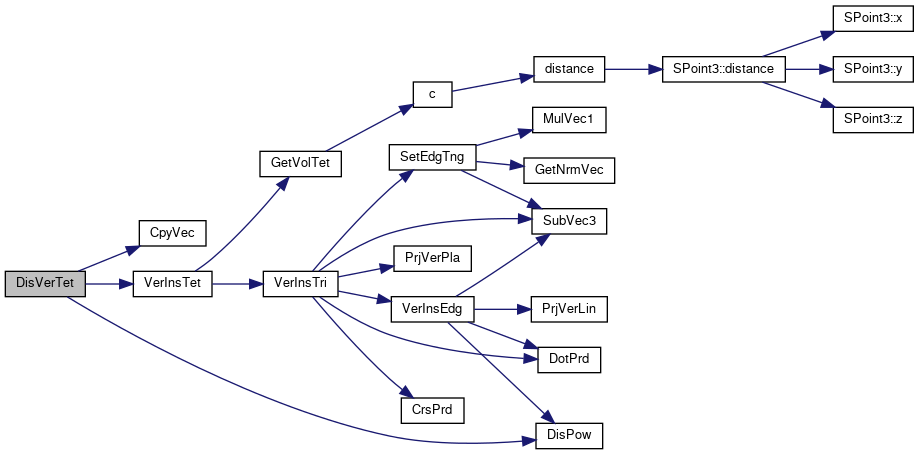 DisVerTet
CpyVec
VerInsTet
GetVolTet
VerInsTri
c
SetEdgTng
PrjVerPla
VerInsEdg
CrsPrd
distance
MulVec1
GetNrmVec
SubVec3
PrjVerLin
DotPrd
DisPow
SPoint3::distance
SPoint3::x
SPoint3::y
SPoint3::z